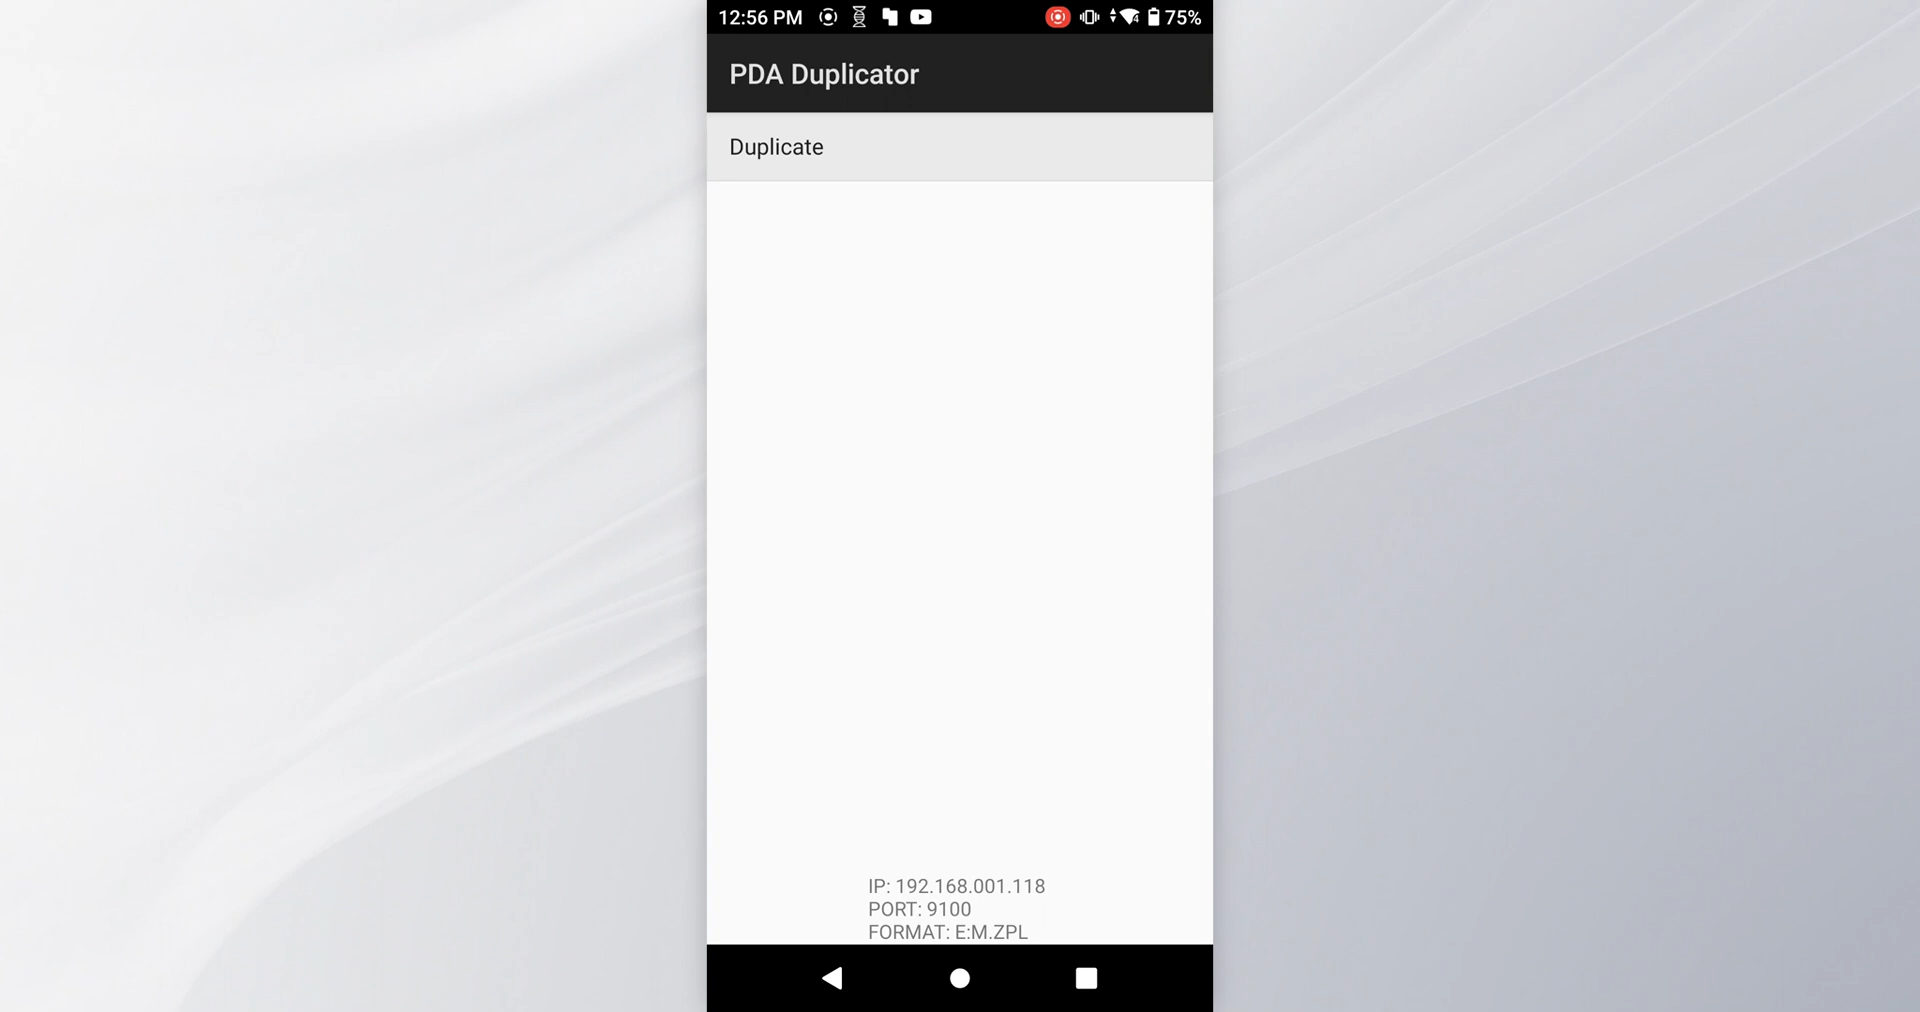 12:56 PM 75%
PDA Duplicator
Duplicate
IP: 192.168.001.118
PORT: 9100
FORMAT: E:M.ZPL